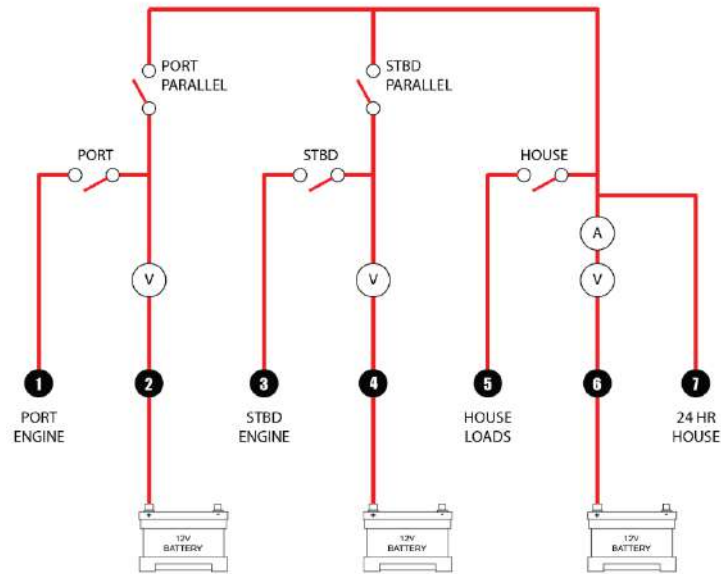 PORT
PARALLEL
STBD
PARALLEL
PORT
STBD
HOUSE
A
V
V
V
1
2
3
4
5
6
7
PORT
ENGINE
STBD
ENGINE
HOUSE
LOADS
24 HR
HOUSE
+ -
12V
BATTERY
+ -
12V
BATTERY
+ -
12V
BATTERY